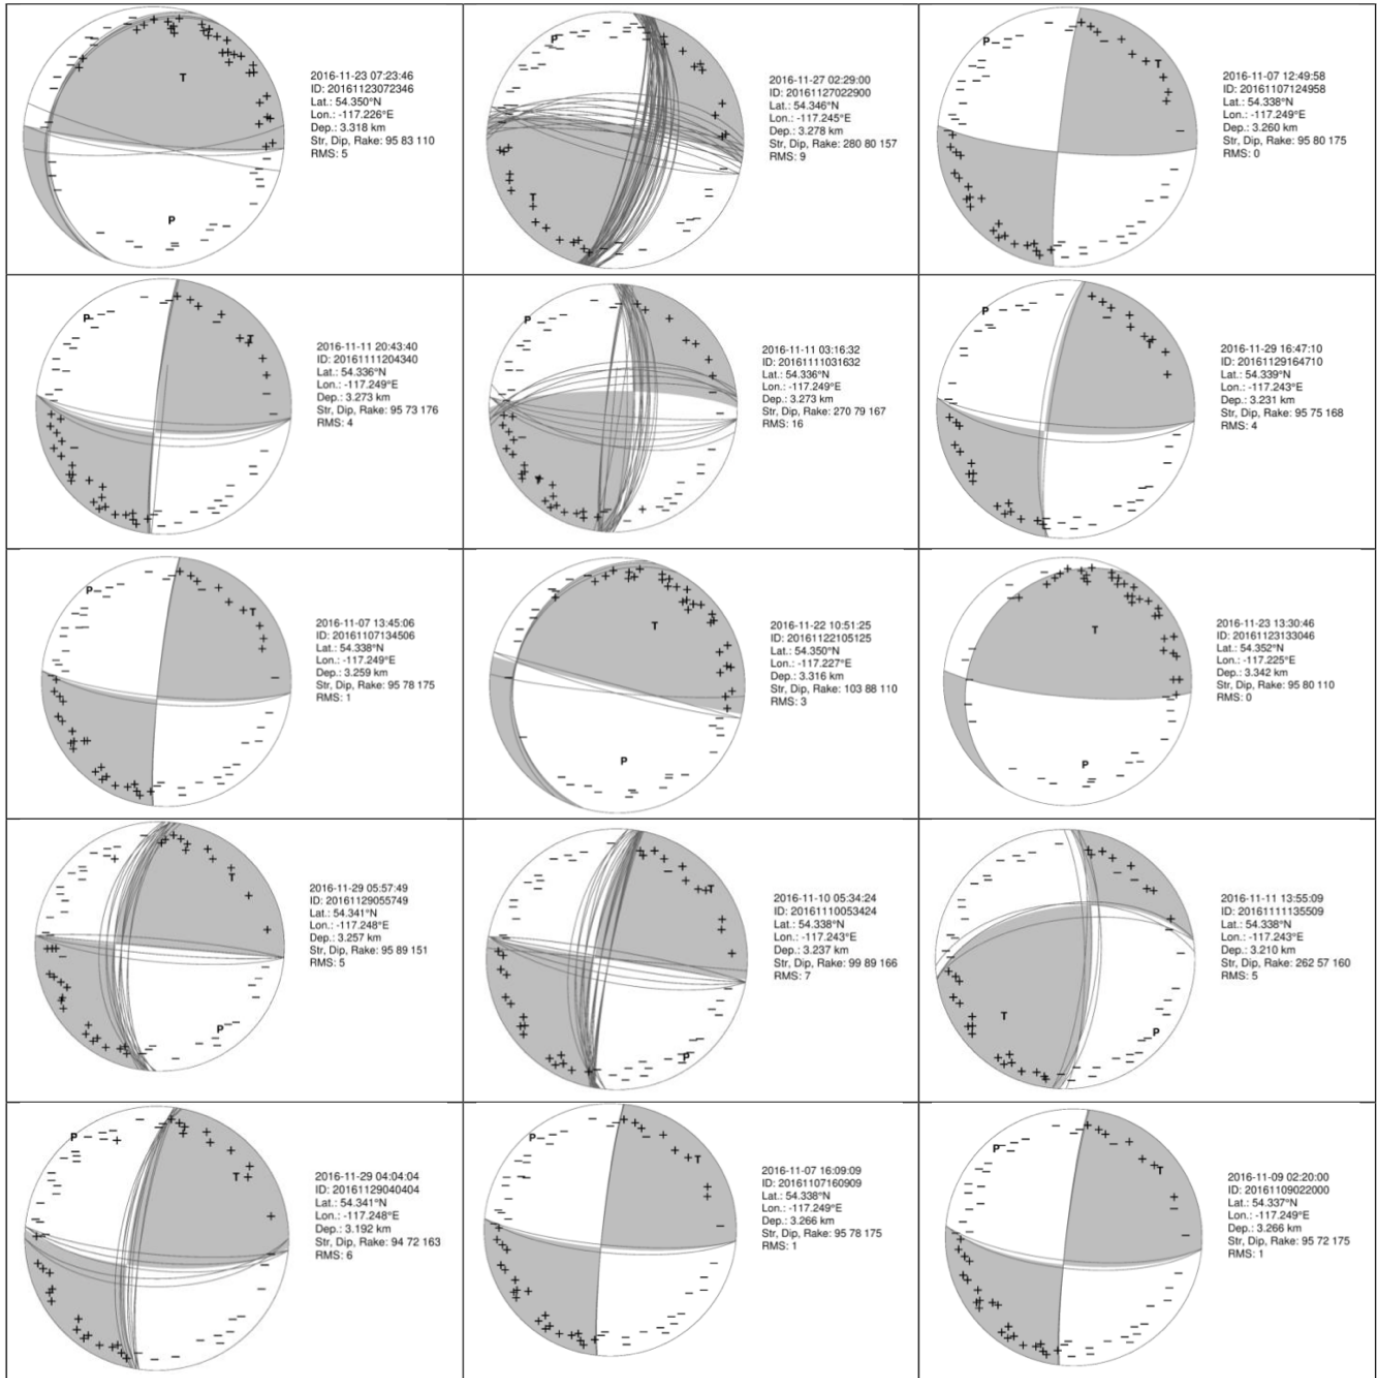 2016-11-23 07:23:46
ID: 20161123072346
Lat.: 54.350°N
Lon.: -117.226°E
Dep.: 3.318 km
Str, Dip, Rake: 95 83 110
RMS: 5
T
P
2016-11-27 02:29:00
ID: 20161127022900
Lat.: 54.346°N
Lon.: -117.245°E
Dep.: 3.278 km
Str, Dip, Rake: 280 80 157
RMS: 9
P
T
2016-11-07 12:49:58
ID: 20161107124958
Lat.: 54.338°N
Lon.: -117.249°E
Dep.: 3.260 km
Str, Dip, Rake: 95 80 175
RMS: 0
P
T
2016-11-11 20:43:40
ID: 20161111204340
Lat.: 54.336°N
Lon.: -117.249°E
Dep.: 3.273 km
Str, Dip, Rake: 95 73 176
RMS: 4
P
T
2016-11-11 03:16:32
ID: 20161111031632
Lat.: 54.336°N
Lon.: -117.249°E
Dep.: 3.273 km
Str, Dip, Rake: 270 79 167
RMS: 16
P
T
2016-11-29 16:47:10
ID: 20161129164710
Lat.: 54.339°N
Lon.: -117.243°E
Dep.: 3.231 km
Str, Dip, Rake: 95 75 168
RMS: 4
P
T
2016-11-07 13:45:06
ID: 20161107134506
Lat.: 54.338°N
Lon.: -117.249°E
Dep.: 3.259 km
Str, Dip, Rake: 95 78 175
RMS: 1
P
T
2016-11-22 10:51:25
ID: 20161122105125
Lat.: 54.350°N
Lon.: -117.227°E
Dep.: 3.316 km
Str, Dip, Rake: 103 88 110
RMS: 3
T
P
2016-11-23 13:30:46
ID: 20161123133046
Lat.: 54.352°N
Lon.: -117.225°E
Dep.: 3.342 km
Str, Dip, Rake: 95 80 110
RMS: 0
T
P
2016-11-29 05:57:49
ID: 20161129055749
Lat.: 54.341°N
Lon.: -117.248°E
Dep.: 3.257 km
Str, Dip, Rake: 95 89 151
RMS: 5
T
P
2016-11-10 05:34:24
ID: 20161110053424
Lat.: 54.338°N
Lon.: -117.243°E
Dep.: 3.237 km
Str, Dip, Rake: 99 89 166
RMS: 7
T
P
2016-11-11 13:55:09
ID: 20161111135509
Lat.: 54.338°N
Lon.: -117.243°E
Dep.: 3.210 km
Str, Dip, Rake: 262 57 160
RMS: 5
T
P
2016-11-29 04:04:04
ID: 20161129040404
Lat.: 54.341°N
Lon.: -117.248°E
Dep.: 3.192 km
Str, Dip, Rake: 94 72 163
RMS: 6
P
T
2016-11-07 16:09:09
ID: 20161107160909
Lat.: 54.338°N
Lon.: -117.249°E
Dep.: 3.266 km
Str, Dip, Rake: 95 78 175
RMS: 1
P
T
2016-11-09 02:20:00
ID: 20161109022000
Lat.: 54.337°N
Lon.: -117.249°E
Dep.: 3.266 km
Str, Dip, Rake: 95 72 175
RMS: 1
P
T